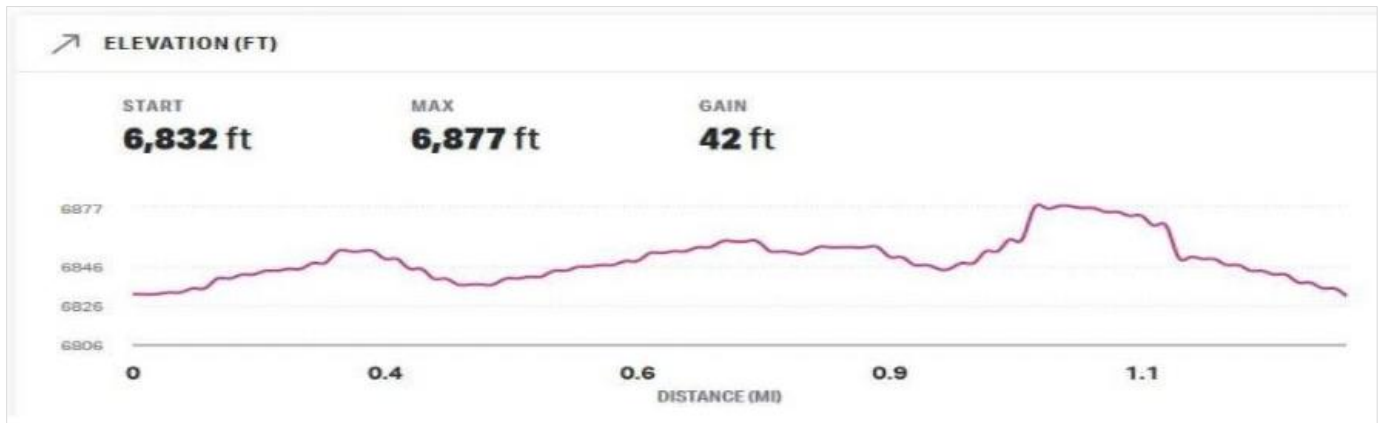 ELEVATION (FT)
START MAX GAIN
6,832 ft 6,877 ft 42 ft
6877
6846
6826
6806
0 0.4 0.6 0.9 1.1
DISTANCE (MI)